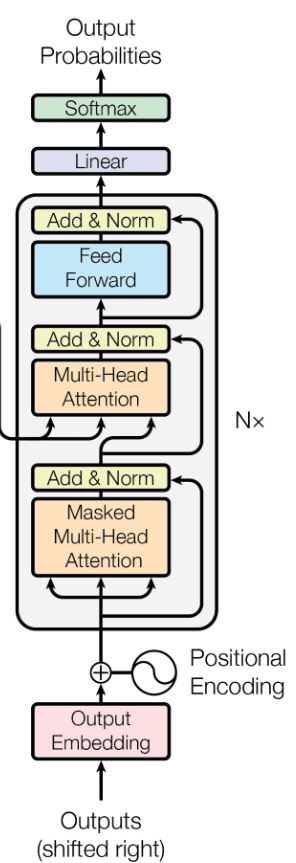 Output
Probabilities
Softmax
Linear
Add & Norm
Feed
Forward
Add & Norm
Multi-Head
Attention
N×
Add & Norm
Masked
Multi-Head
Attention
Positional
Encoding
Output
Embedding
Outputs
(shifted right)